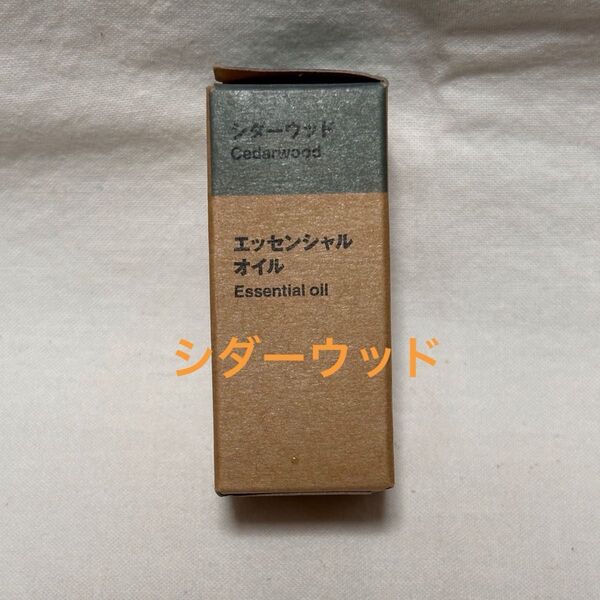 シダーウッド
Cedarwood
エッセンシャル
オイル
Essential oil
シダーウッド